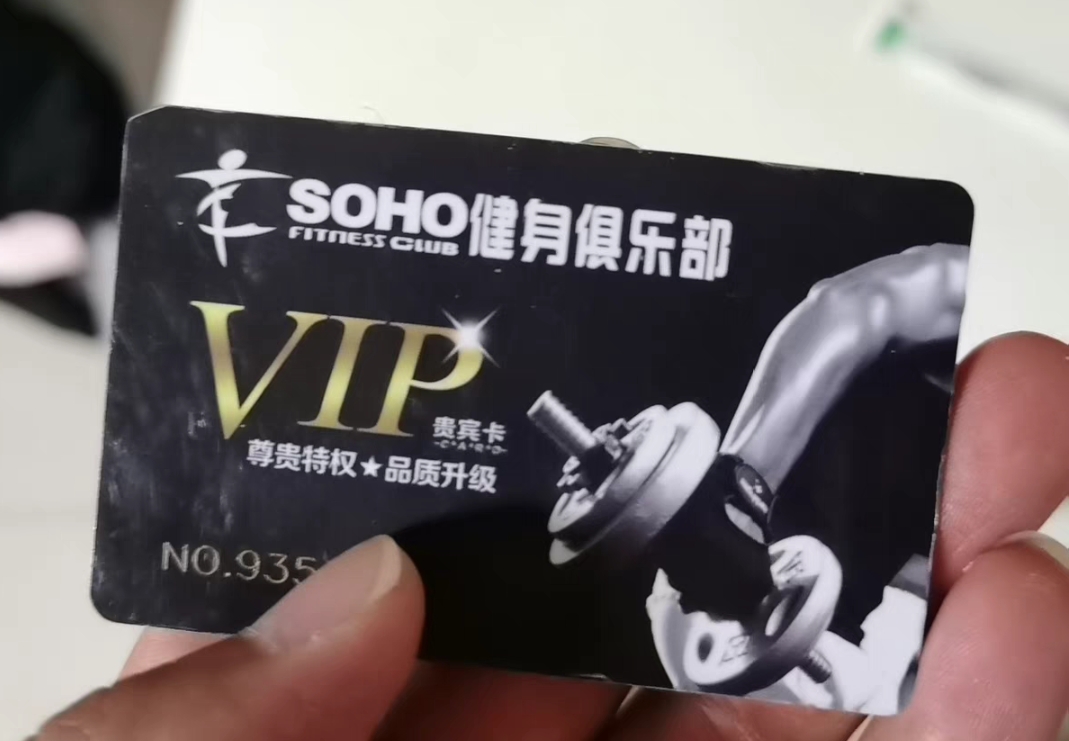 SOHO健身俱乐部
FITNESS CLUB
VIP
贵宾卡
-C*A*R*D-
尊贵特权★品质升级
NO.935